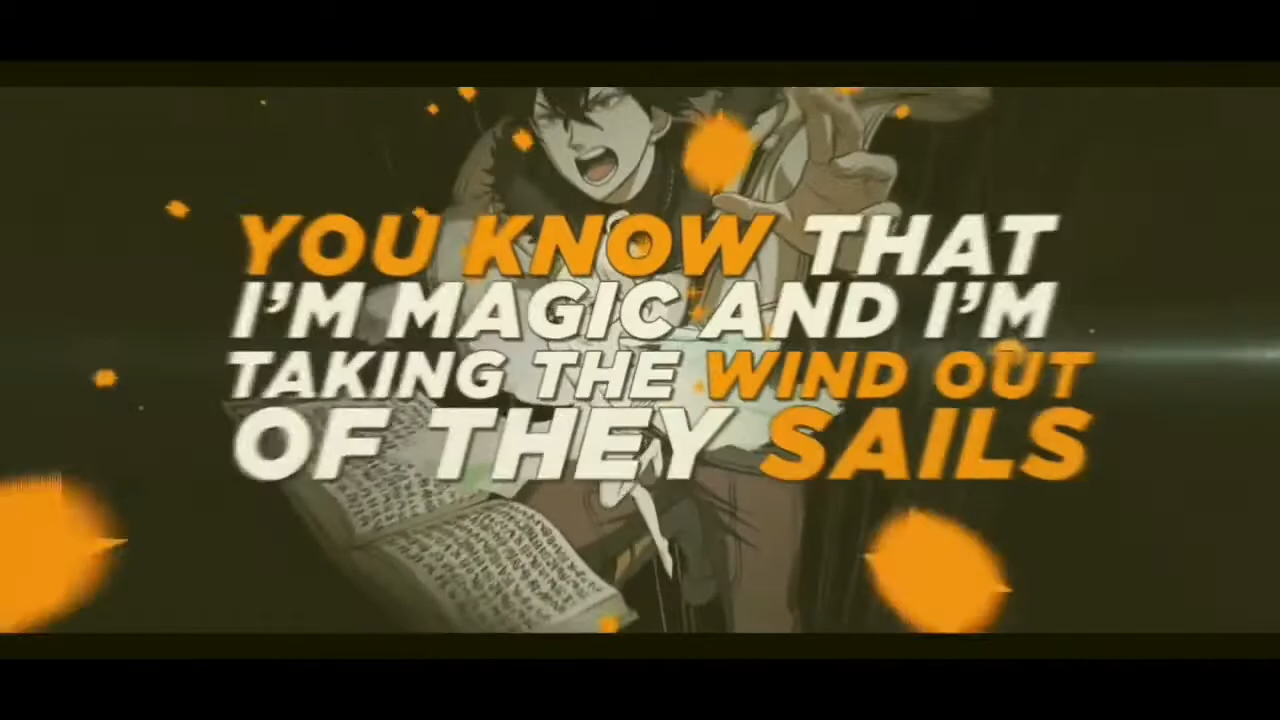 YOU KNOW THAT
I'M MAGIC AND I'M
TAKING THE WIND OUT
OF THEY SAILS